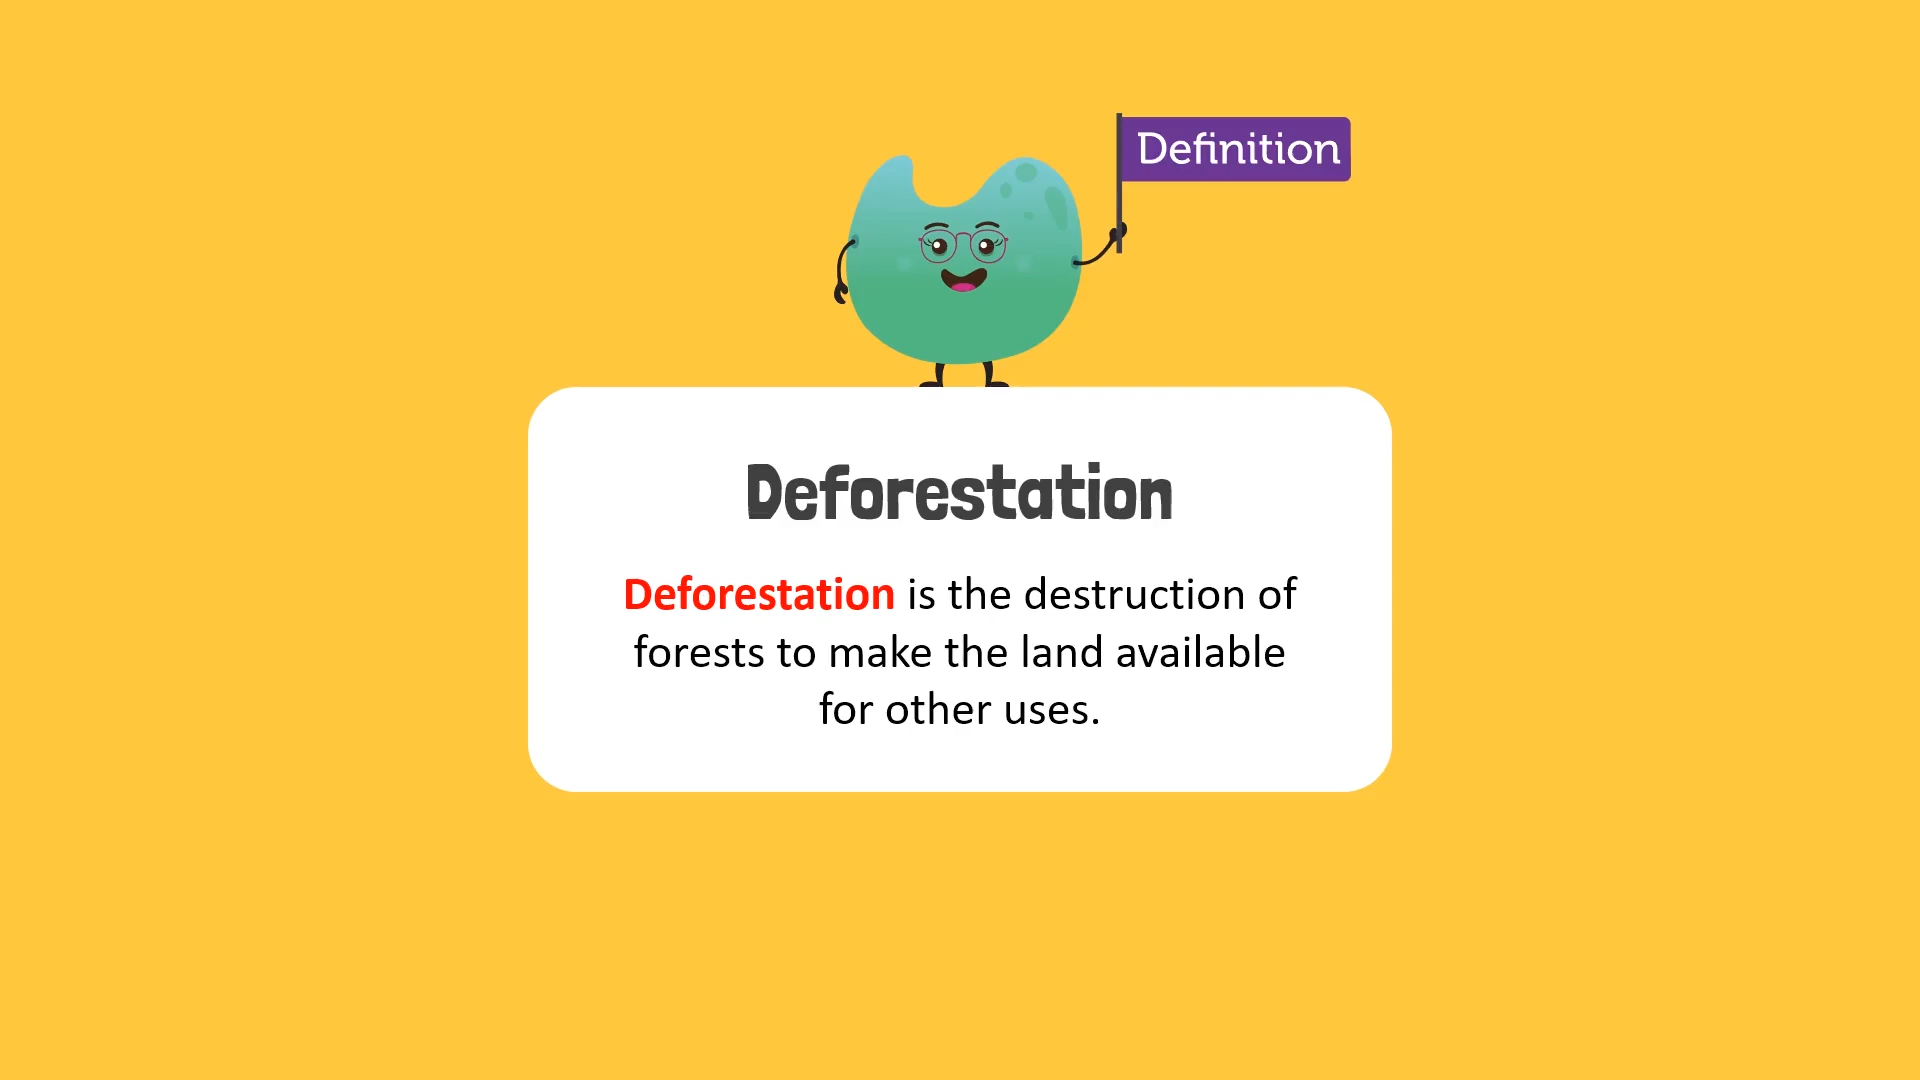 Definition
Deforestation
Deforestation is the destruction of
forests to make the land available
for other uses.